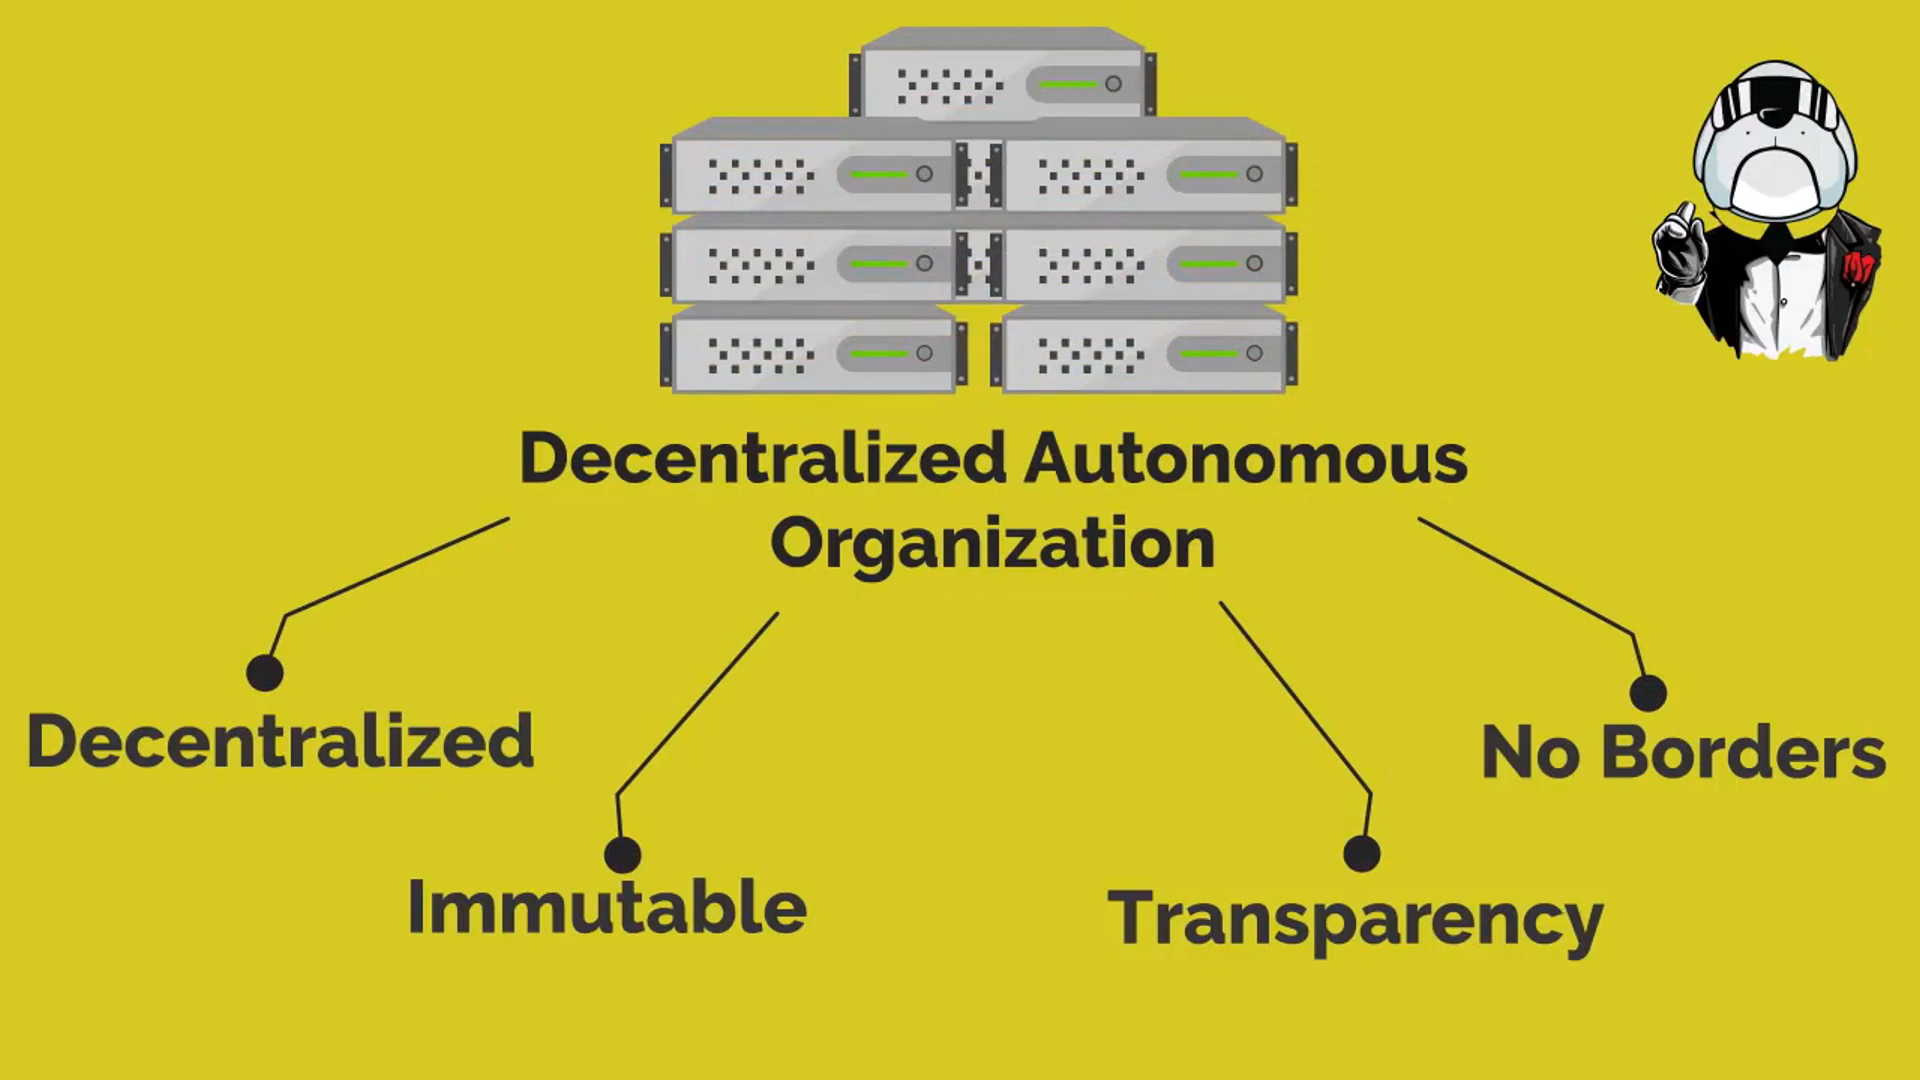 Decentralized Autonomous
Organization
Decentralized
No Borders
Immutable
Transparency